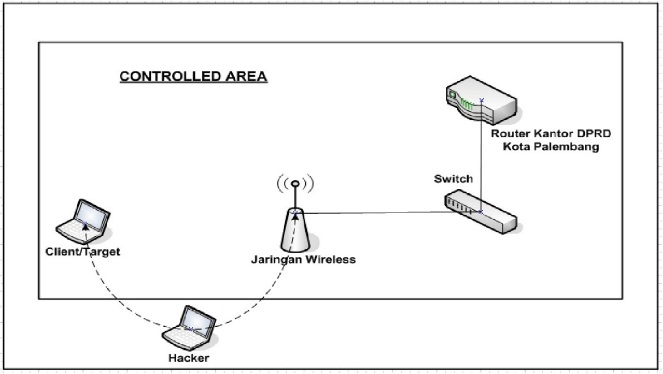 CONTROLLED AREA
Router Kantor DPRD
Kota Palembang
Switch
Client/Target
Jaringan Wireless
Hacker